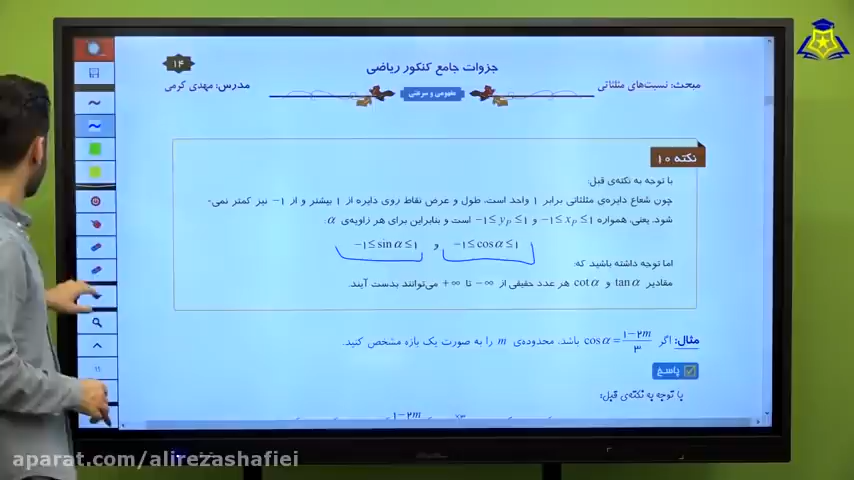 ۱۴
جزوات جامع کنکور ریاضی
مبحث: نسبت‌های مثلثاتی
مفهومی و سرعتی
مدرس: مهدی کرمی
نکته ۱۰
با توجه به نکته‌ی قبل:
چون شعاع دایره‌ی مثلثاتی برابر ۱ واحد است، طول و عرض نقاط روی دایره از ۱ بیشتر و از ۱− نیز کمتر نمی‌-
شود. یعنی، همواره −۱≤ x_P ≤۱ و −۱≤ y_P ≤۱ است و بنابراین برای هر زاویه‌ی α:
−۱≤cos α≤۱ و −۱≤sin α≤۱
اما توجه داشته باشید که:
مقادیر tan α و cot α هر عدد حقیقی از −∞ تا +∞ می‌توانند بدست آیند.
مثال: اگر cos α = (۱−۲m)/۳ باشد، محدوده‌ی m را به صورت یک بازه مشخص کنید.
پاسخ
با توجه به نکته‌ی قبل:
۱−۲m
۱۱
aparat.com/alirezashafiei